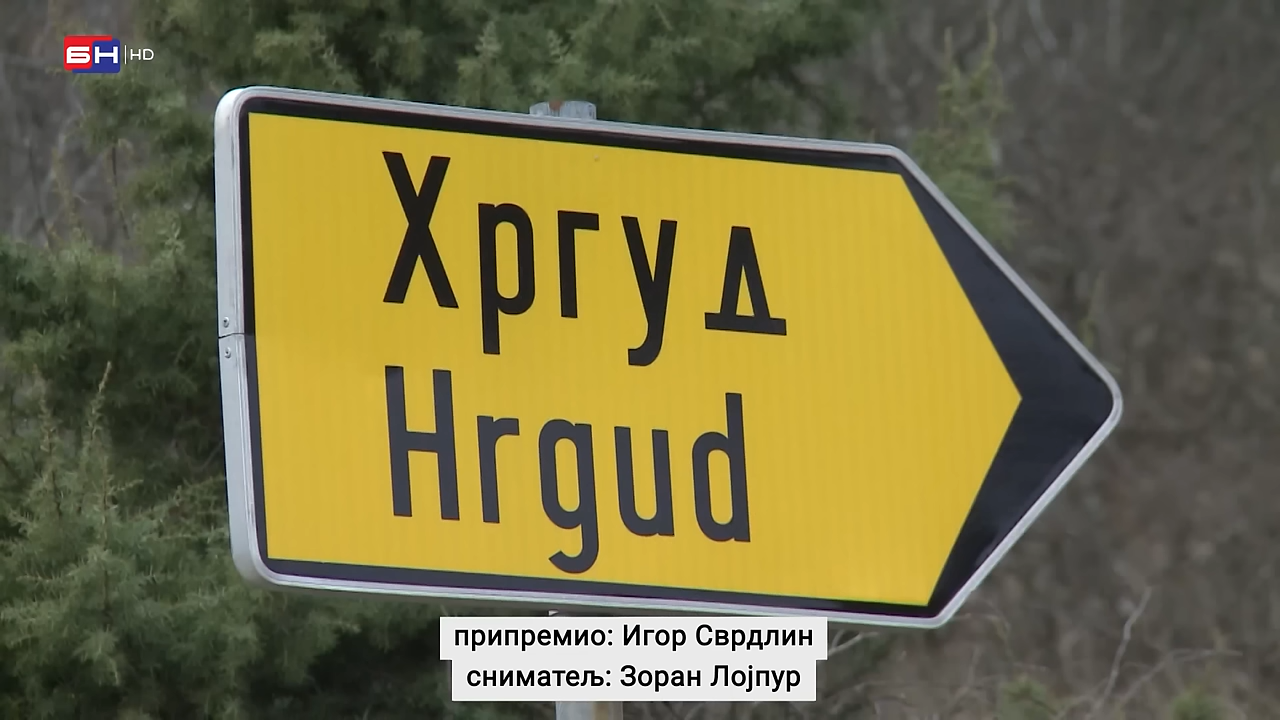 БН HD
Хргуд
Hrgud
припремио: Игор Сврдлин
сниматељ: Зоран Лојпур